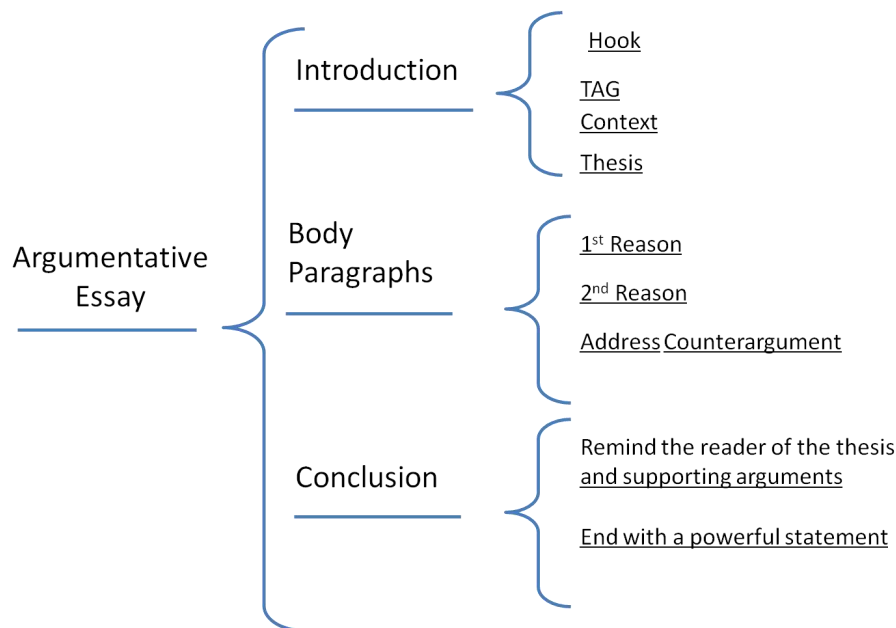 Argumentative
Essay
Introduction
Hook
TAG
Context
Thesis
Body
Paragraphs
1st Reason
2nd Reason
Address Counterargument
Conclusion
Remind the reader of the thesis
and supporting arguments
End with a powerful statement